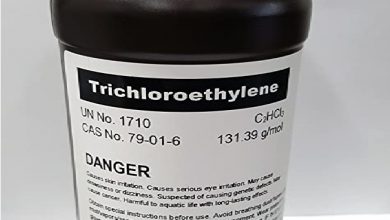 Trichloroethylene
UN No. 1710 C₂HCl₃
CAS No. 79-01-6 131.39 g/mol
DANGER
Causes skin irritation. Causes serious eye irritation. May cause
drowsiness or dizziness. Suspected of causing genetic defects. May
cause cancer. Harmful to aquatic life with long-lasting effects.
Obtain special instructions before use. Avoid breathing dust